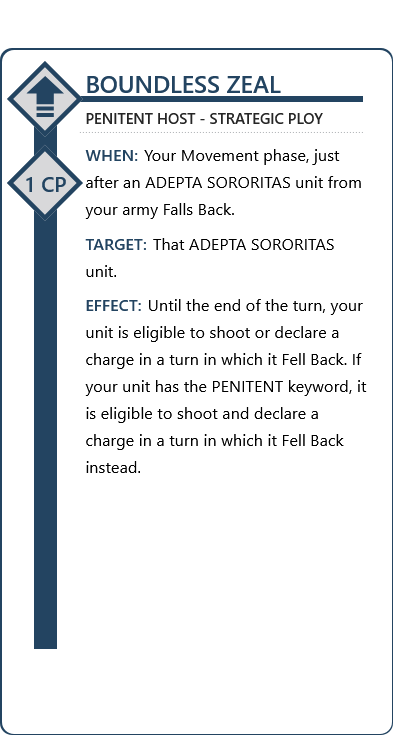 BOUNDLESS ZEAL
PENITENT HOST - STRATEGIC PLOY
1 CP
WHEN: Your Movement phase, just
after an ADEPTA SORORITAS unit from
your army Falls Back.
TARGET: That ADEPTA SORORITAS
unit.
EFFECT: Until the end of the turn, your
unit is eligible to shoot or declare a
charge in a turn in which it Fell Back. If
your unit has the PENITENT keyword, it
is eligible to shoot and declare a
charge in a turn in which it Fell Back
instead.